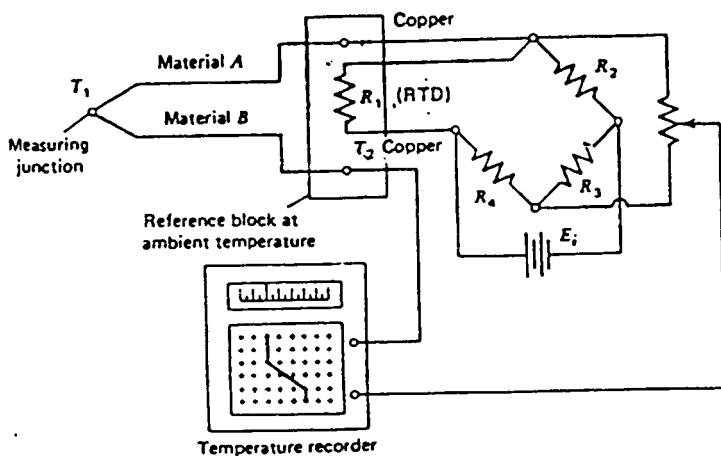 Copper
Material A
T1
R1 (RTD)
R2
Material B
Measuring
junction
T2 Copper
R4
R3
Reference block at
ambient temperature
Ei
Temperature recorder